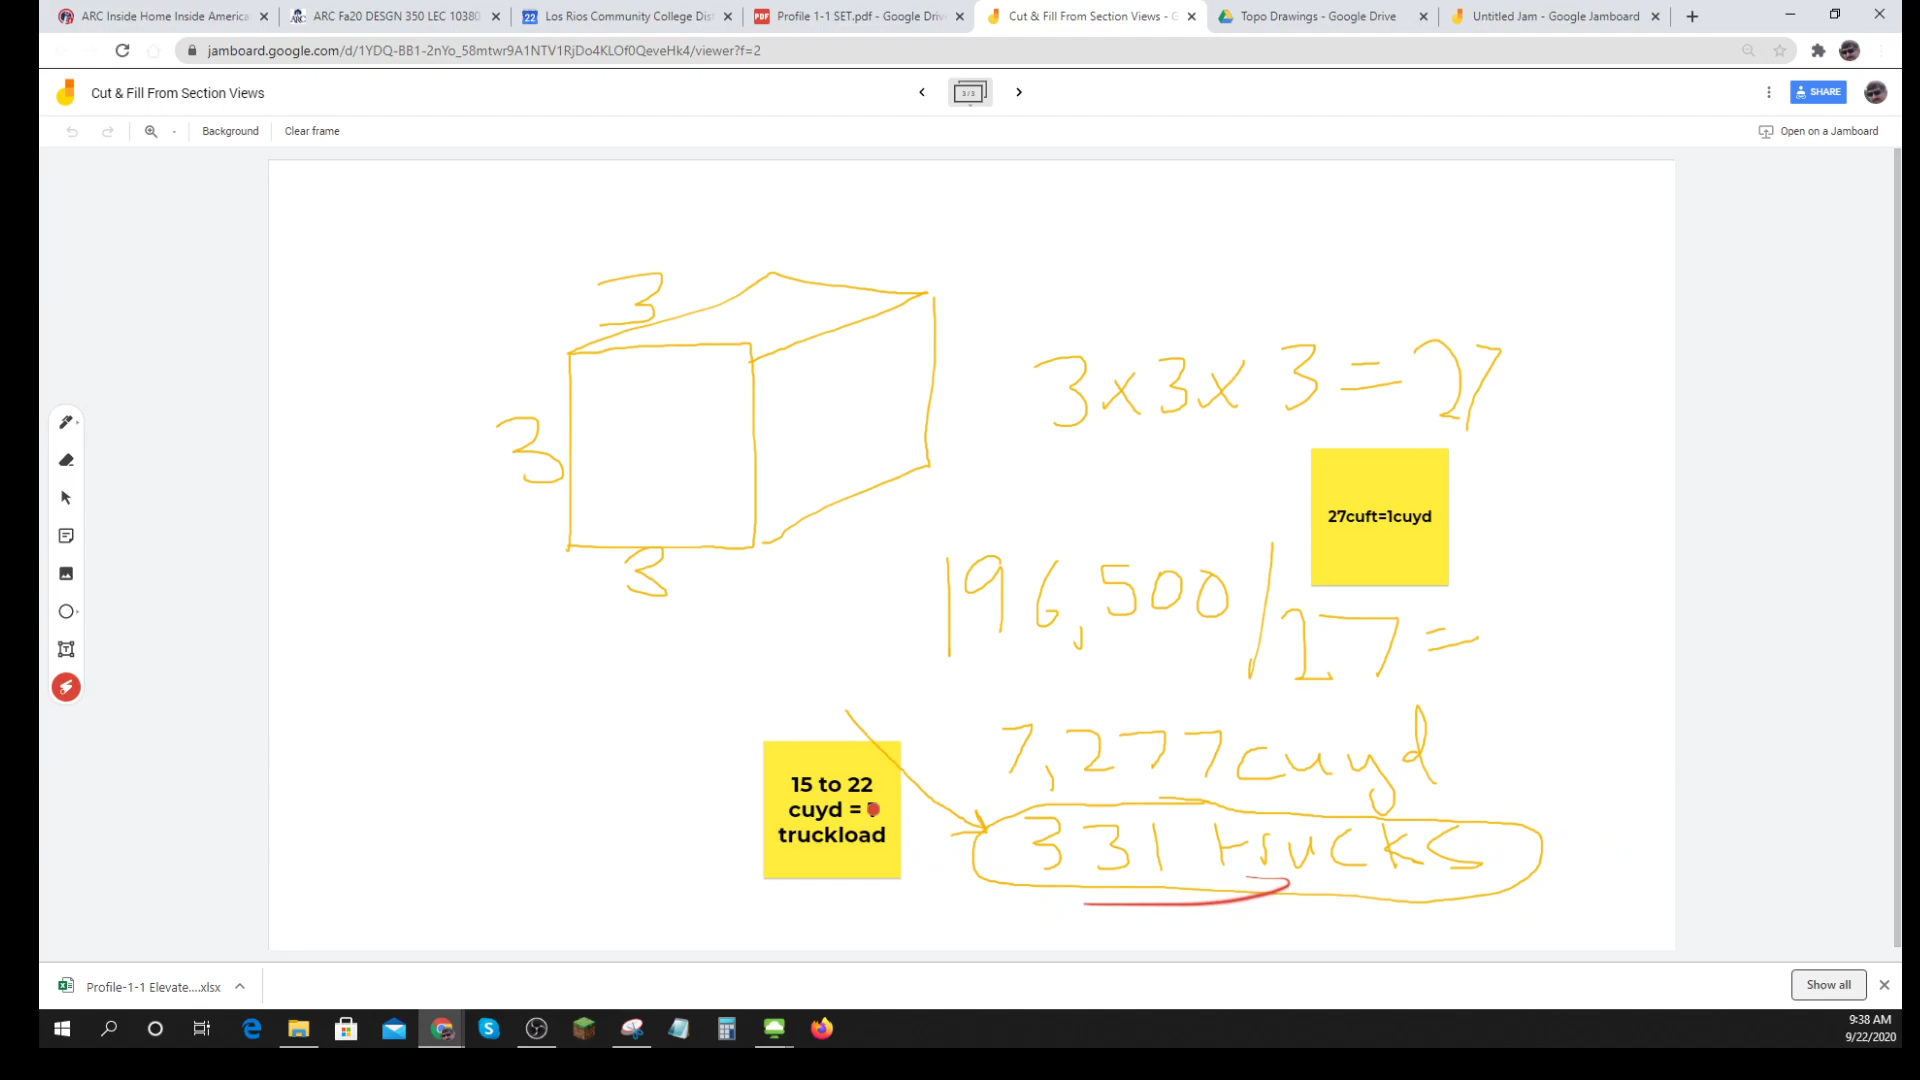 ARC Inside Home Inside America
ARC Fa20 DESGN 350 LEC 10380
22
Los Rios Community College Dist
PDF
Profile 1-1 SET.pdf - Google Drive
Cut & Fill From Section Views - G
Topo Drawings - Google Drive
Untitled Jam - Google Jamboard
jamboard.google.com/d/1YDQ-BB1-2nYo_58mtwr9A1NTV1RjDo4KLOf0QeveHk4/viewer?f=2
Cut & Fill From Section Views
3/3
SHARE
Background
Clear frame
Open on a Jamboard
3
3
3
3x3x3=27
27cuft=1cuyd
196,500/27=
7,277cuyd
15 to 22
cuyd =
truckload
331 trucks
Profile-1-1 Elevate....xlsx
Show all
9:38 AM
9/22/2020